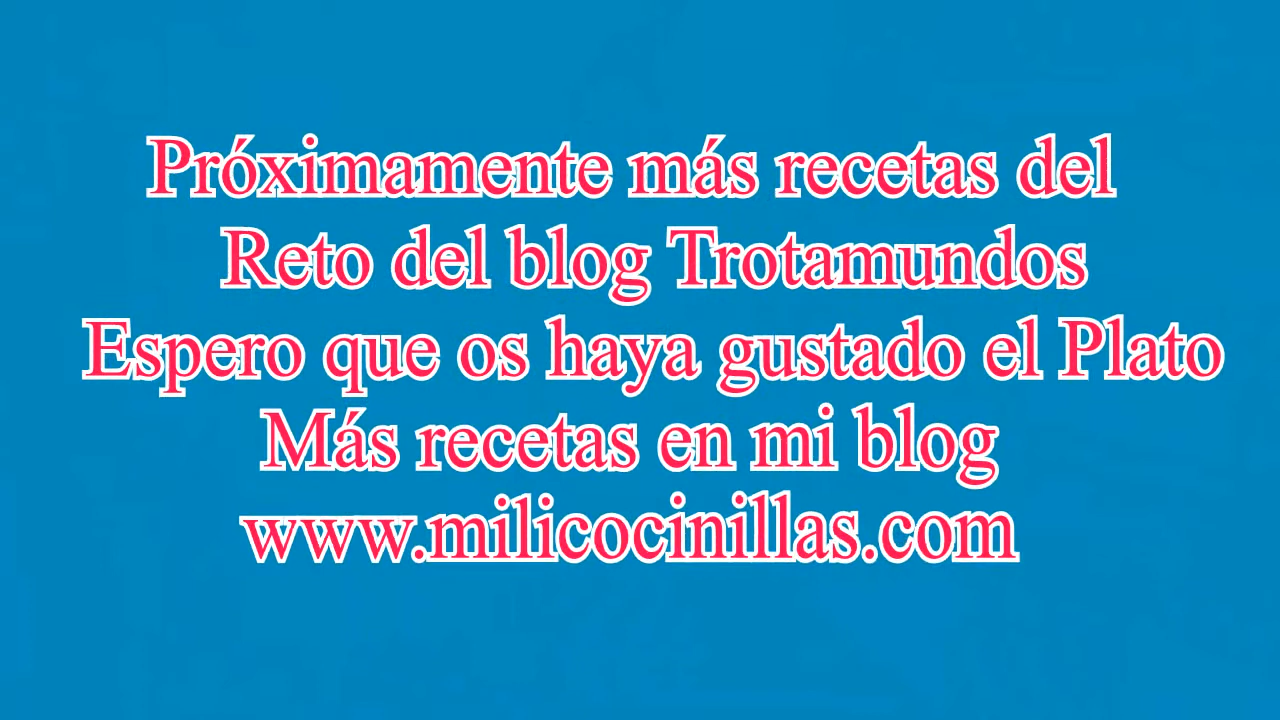 Próximamente más recetas del
Reto del blog Trotamundos
Espero que os haya gustado el Plato
Más recetas en mi blog
www.milicocinillas.com